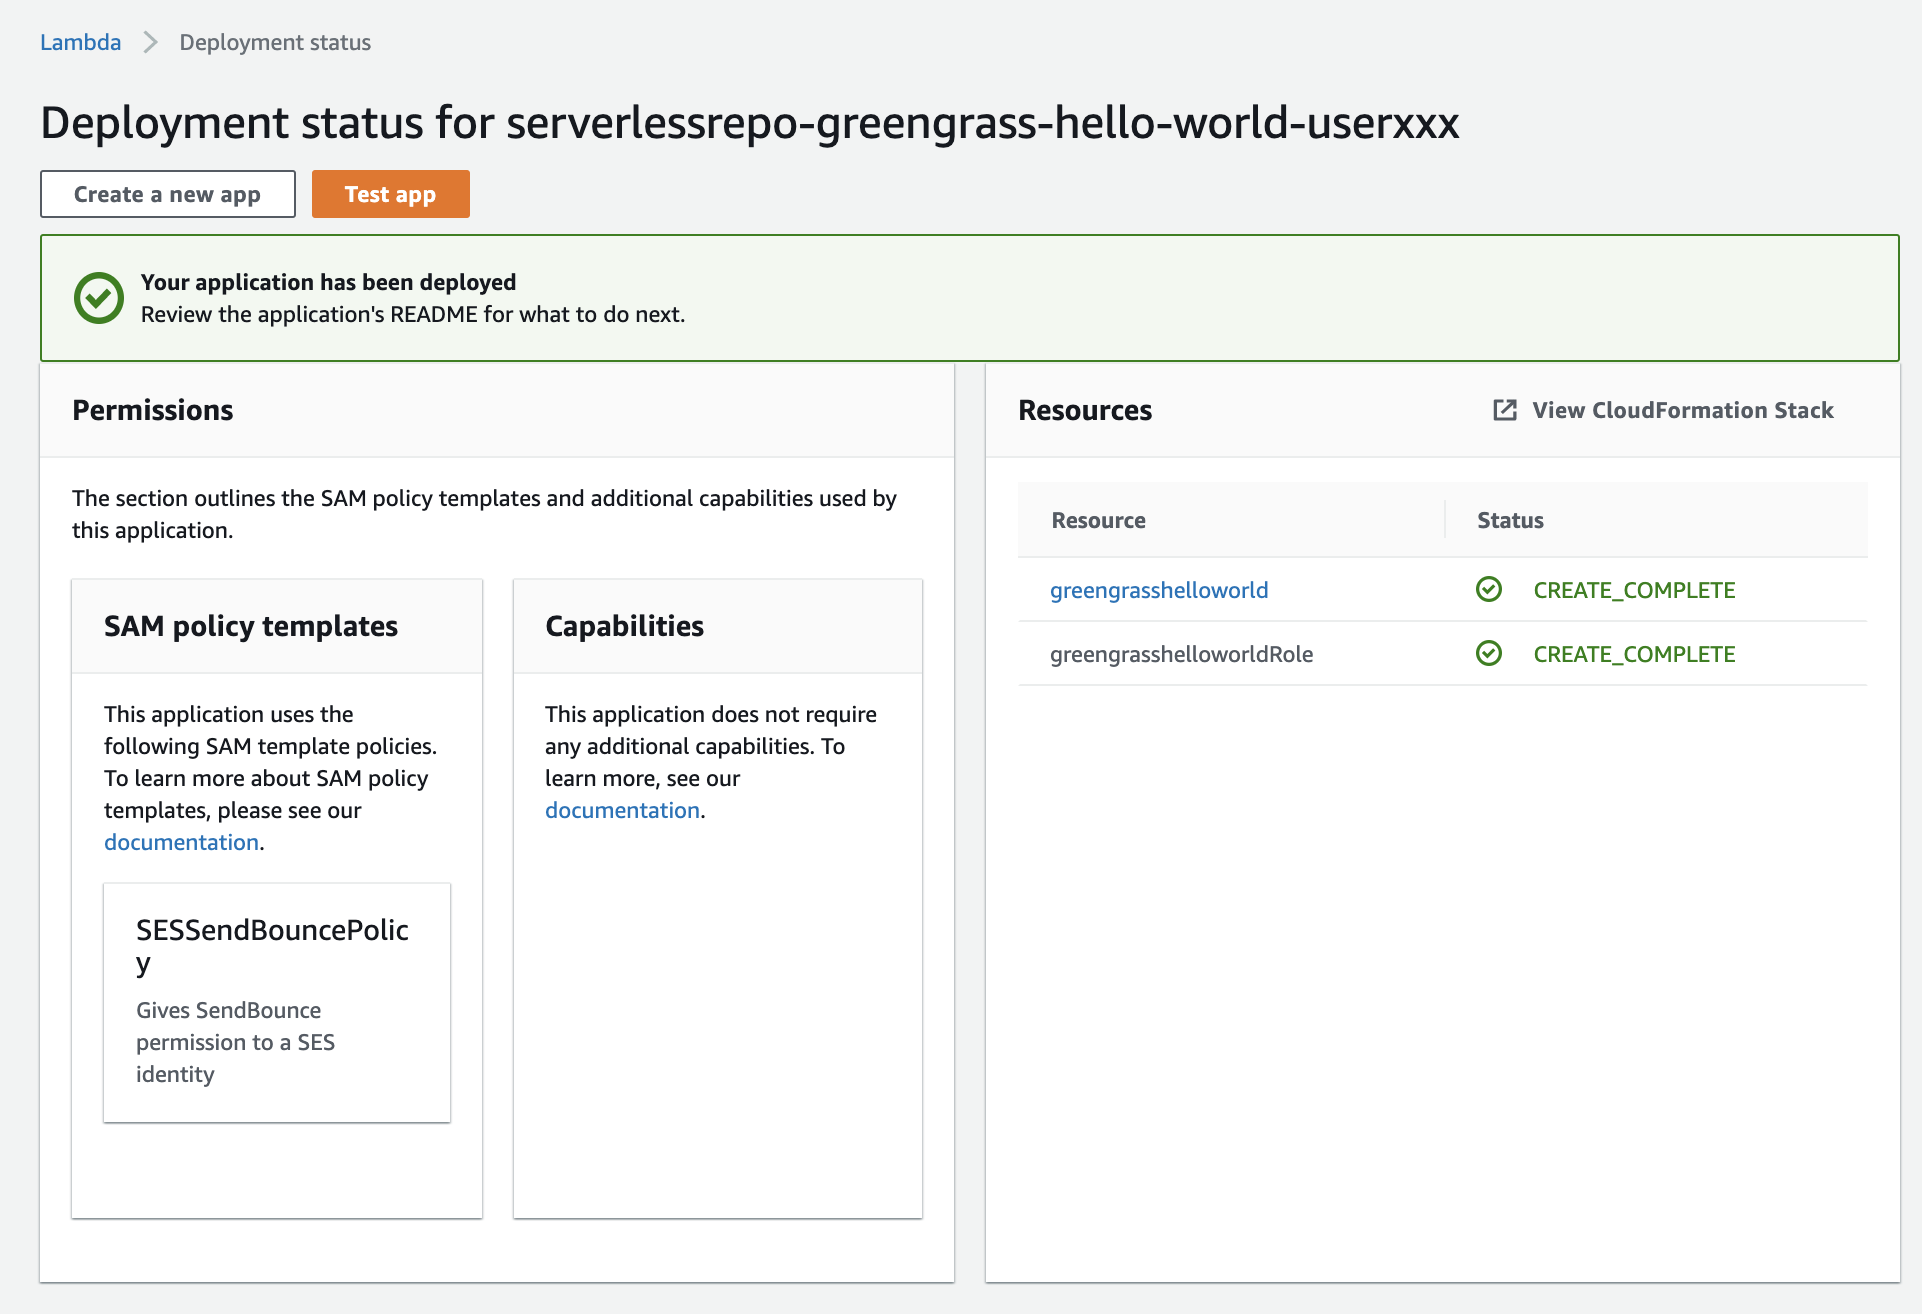 Lambda > Deployment status
Deployment status for serverlessrepo-greengrass-hello-world-userxxx
Create a new app
Test app
Your application has been deployed
Review the application's README for what to do next.
Permissions
The section outlines the SAM policy templates and additional capabilities used by
this application.
SAM policy templates
This application uses the
following SAM template policies.
To learn more about SAM policy
templates, please see our
documentation.
SESSendBouncePolic
y
Gives SendBounce
permission to a SES
identity
Capabilities
This application does not require
any additional capabilities. To
learn more, see our
documentation.
Resources
View CloudFormation Stack
Resource Status
greengrasshelloworld CREATE_COMPLETE
greengrasshelloworldRole CREATE_COMPLETE